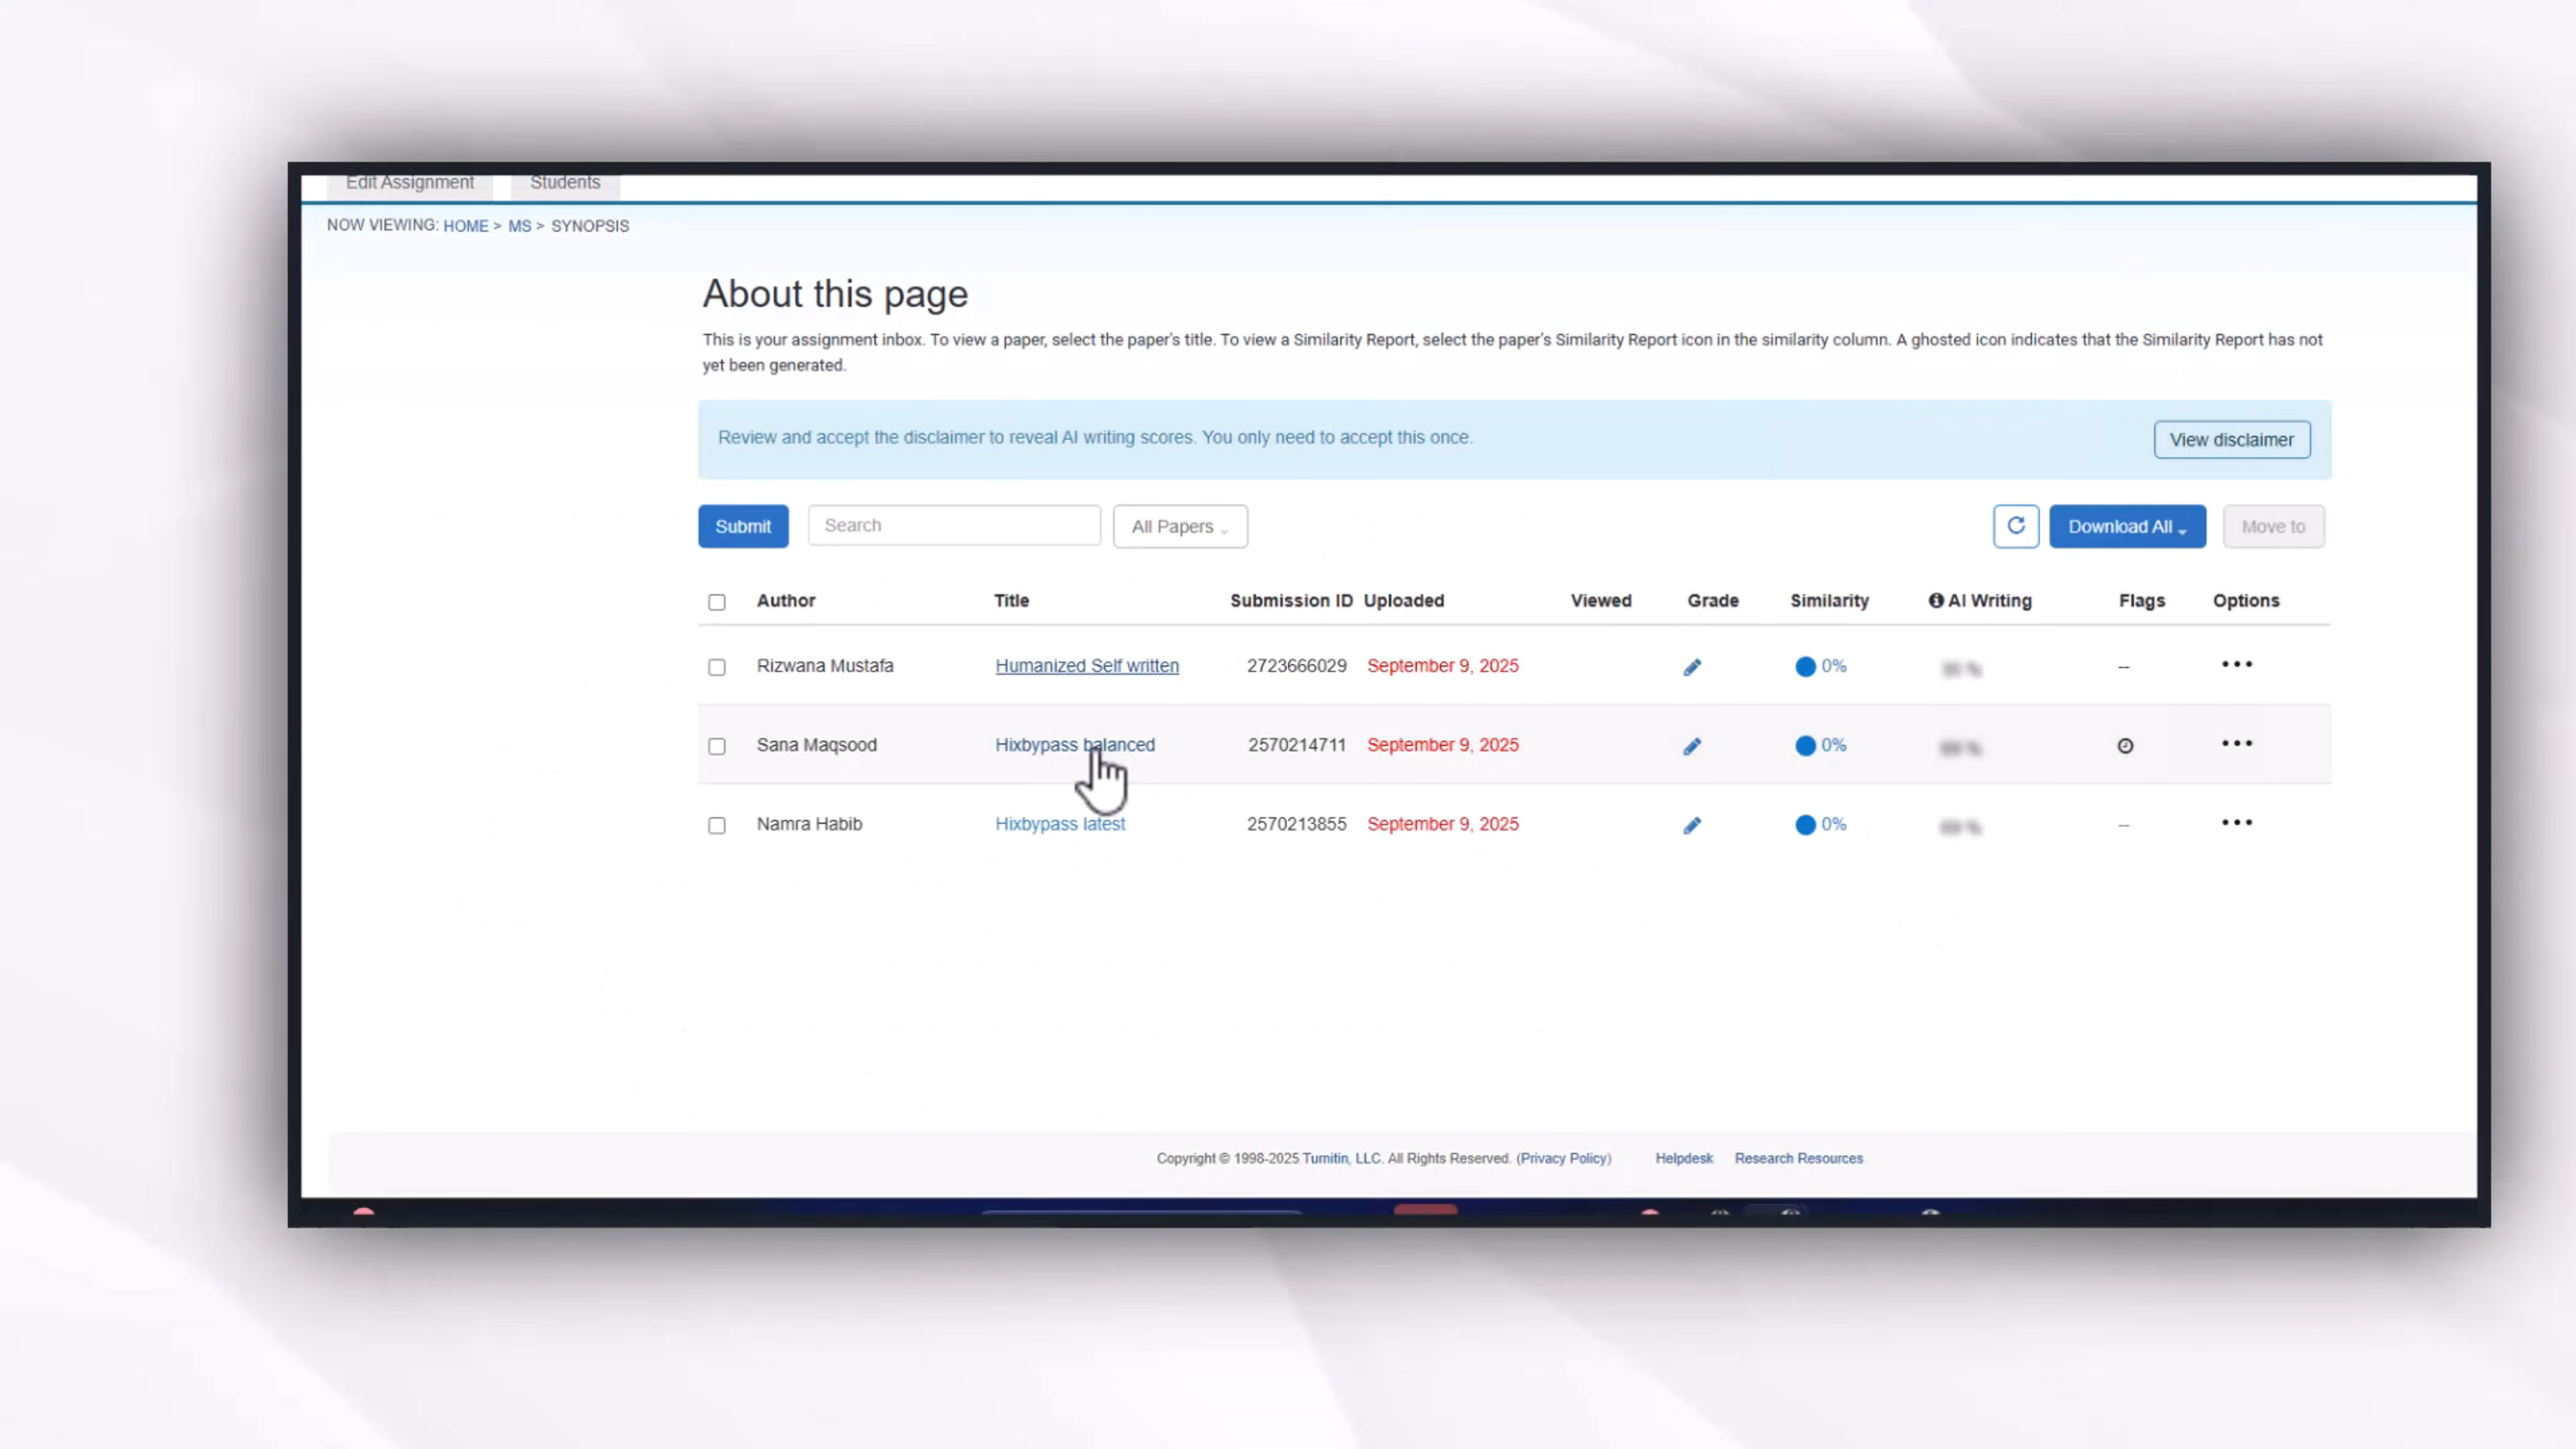 Edit Assignment Students
NOW VIEWING: HOME > MS > SYNOPSIS
About this page
This is your assignment inbox. To view a paper, select the paper's title. To view a Similarity Report, select the paper's Similarity Report icon in the similarity column. A ghosted icon indicates that the Similarity Report has not
yet been generated.
Review and accept the disclaimer to reveal AI writing scores. You only need to accept this once. View disclaimer
Submit Search All Papers Download All Move to
Author Title Submission ID Uploaded Viewed Grade Similarity AI Writing Flags Options
Rizwana Mustafa Humanized Self written 2723666029 September 9, 2025 0% -- •••
Sana Maqsood Hixbypass balanced 2570214711 September 9, 2025 0% •••
Namra Habib Hixbypass latest 2570213855 September 9, 2025 0% -- •••
Copyright © 1998-2025 Turnitin, LLC. All Rights Reserved. (Privacy Policy) Helpdesk Research Resources